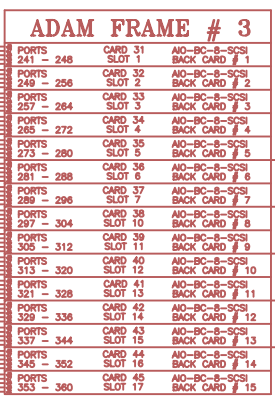 ADAM FRAME # 3
PORTS CARD 31 AIO-BC-8-SCSI
241 - 248 SLOT 1 BACK CARD # 1
PORTS CARD 32 AIO-BC-8-SCSI
249 - 256 SLOT 2 BACK CARD # 2
PORTS CARD 33 AIO-BC-8-SCSI
257 - 264 SLOT 3 BACK CARD # 3
PORTS CARD 34 AIO-BC-8-SCSI
265 - 272 SLOT 4 BACK CARD # 4
PORTS CARD 35 AIO-BC-8-SCSI
273 - 280 SLOT 5 BACK CARD # 5
PORTS CARD 36 AIO-BC-8-SCSI
281 - 288 SLOT 6 BACK CARD # 6
PORTS CARD 37 AIO-BC-8-SCSI
289 - 296 SLOT 7 BACK CARD # 7
PORTS CARD 38 AIO-BC-8-SCSI
297 - 304 SLOT 10 BACK CARD # 8
PORTS CARD 39 AIO-BC-8-SCSI
305 - 312 SLOT 11 BACK CARD # 9
PORTS CARD 40 AIO-BC-8-SCSI
313 - 320 SLOT 12 BACK CARD # 10
PORTS CARD 41 AIO-BC-8-SCSI
321 - 328 SLOT 13 BACK CARD # 11
PORTS CARD 42 AIO-BC-8-SCSI
329 - 336 SLOT 14 BACK CARD # 12
PORTS CARD 43 AIO-BC-8-SCSI
337 - 344 SLOT 15 BACK CARD # 13
PORTS CARD 44 AIO-BC-8-SCSI
345 - 352 SLOT 16 BACK CARD # 14
PORTS CARD 45 AIO-BC-8-SCSI
353 - 360 SLOT 17 BACK CARD # 15